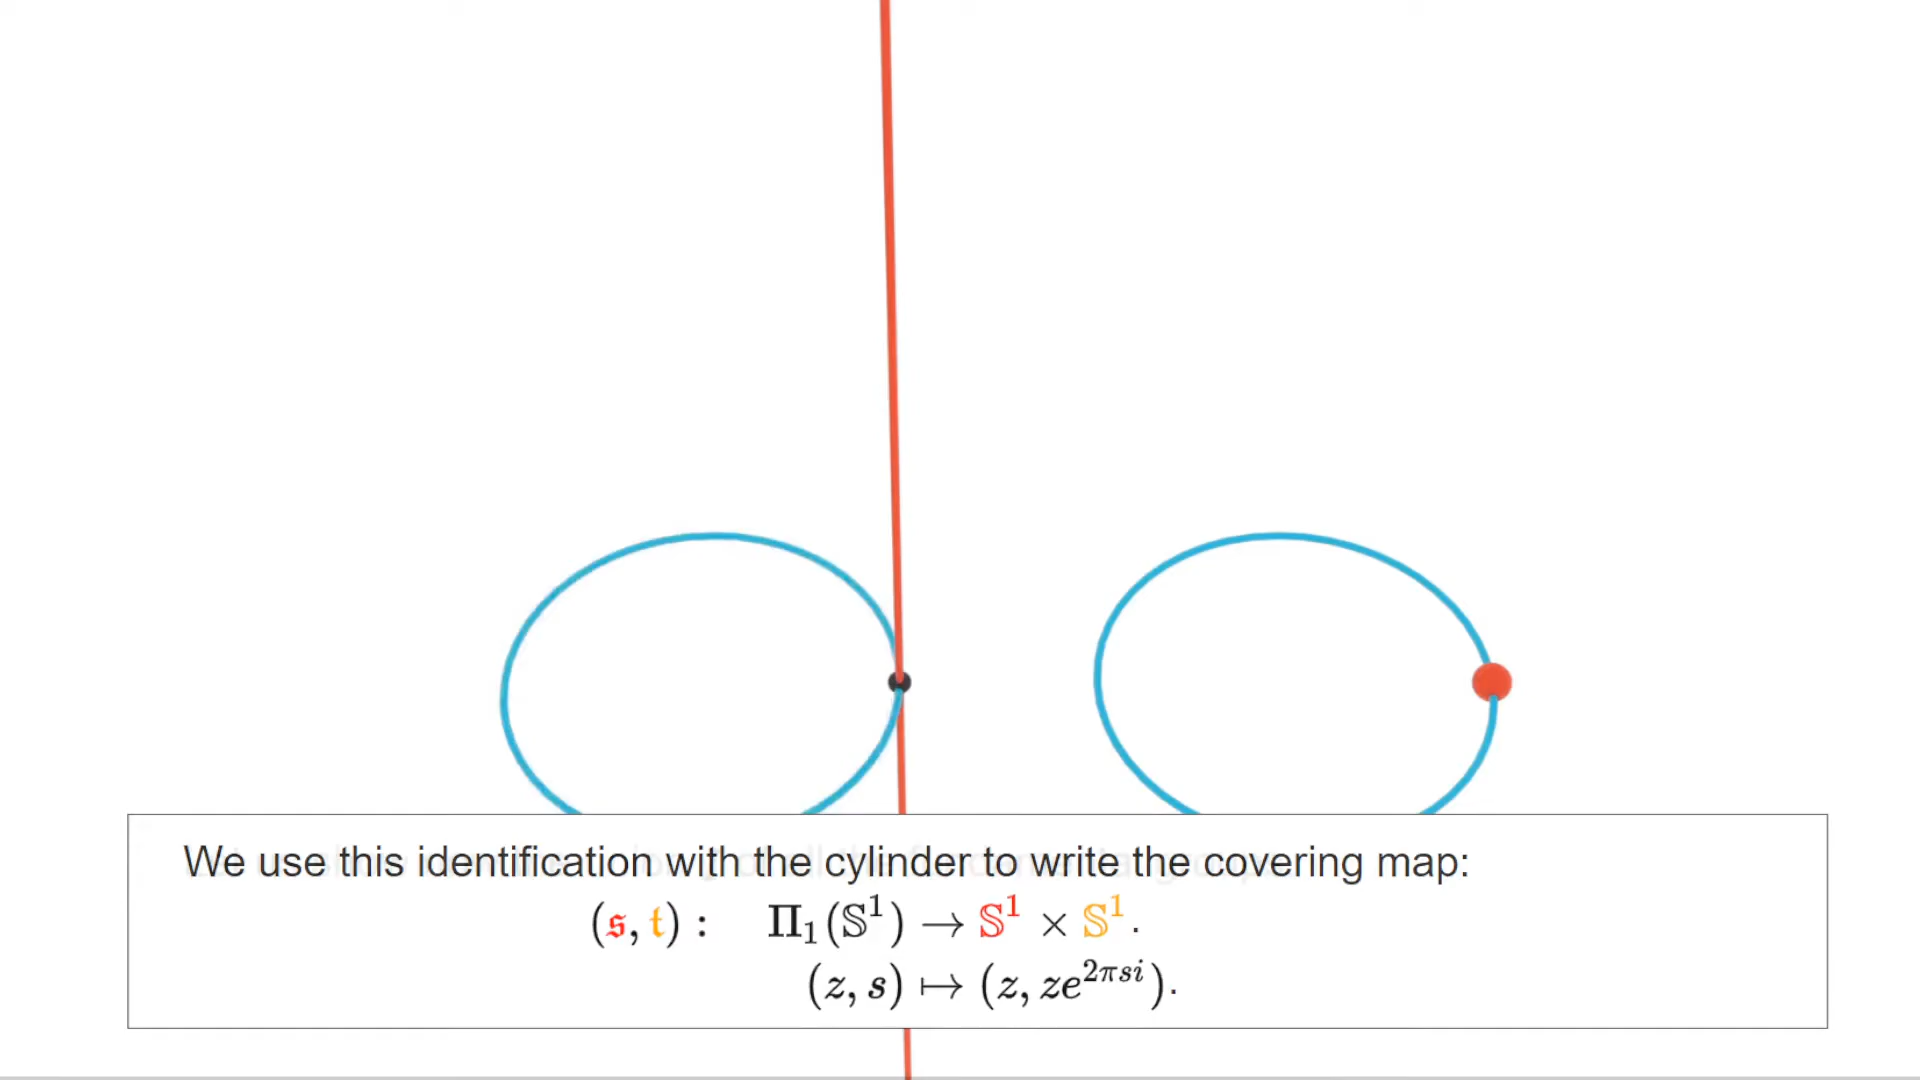 We use this identification with the cylinder to write the covering map:
(𝔰, 𝔱) : Π₁(𝕊¹) → 𝕊¹ × 𝕊¹.
(z, s) ↦ (z, ze^{2πsi}).